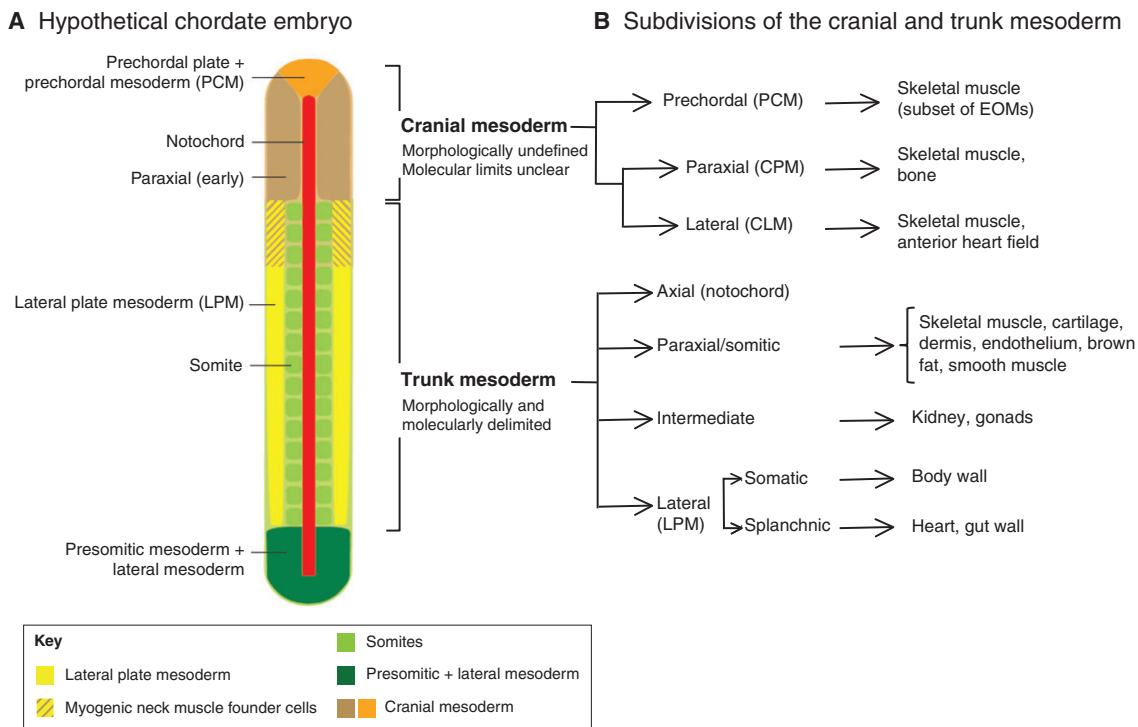 A Hypothetical chordate embryo
Prechordal plate +
prechordal mesoderm (PCM)
Notochord
Paraxial (early)
Lateral plate mesoderm (LPM)
Somite
Presomitic mesoderm +
lateral mesoderm
Cranial mesoderm
Morphologically undefined
Molecular limits unclear
Trunk mesoderm
Morphologically and
molecularly delimited
B Subdivisions of the cranial and trunk mesoderm
Prechordal (PCM)
Skeletal muscle
(subset of EOMs)
Paraxial (CPM)
Skeletal muscle,
bone
Lateral (CLM)
Skeletal muscle,
anterior heart field
Axial (notochord)
Paraxial/somitic
Skeletal muscle, cartilage,
dermis, endothelium, brown
fat, smooth muscle
Intermediate
Kidney, gonads
Lateral
(LPM)
Somatic
Body wall
Splanchnic
Heart, gut wall
Key
Lateral plate mesoderm
Myogenic neck muscle founder cells
Somites
Presomitic + lateral mesoderm
Cranial mesoderm